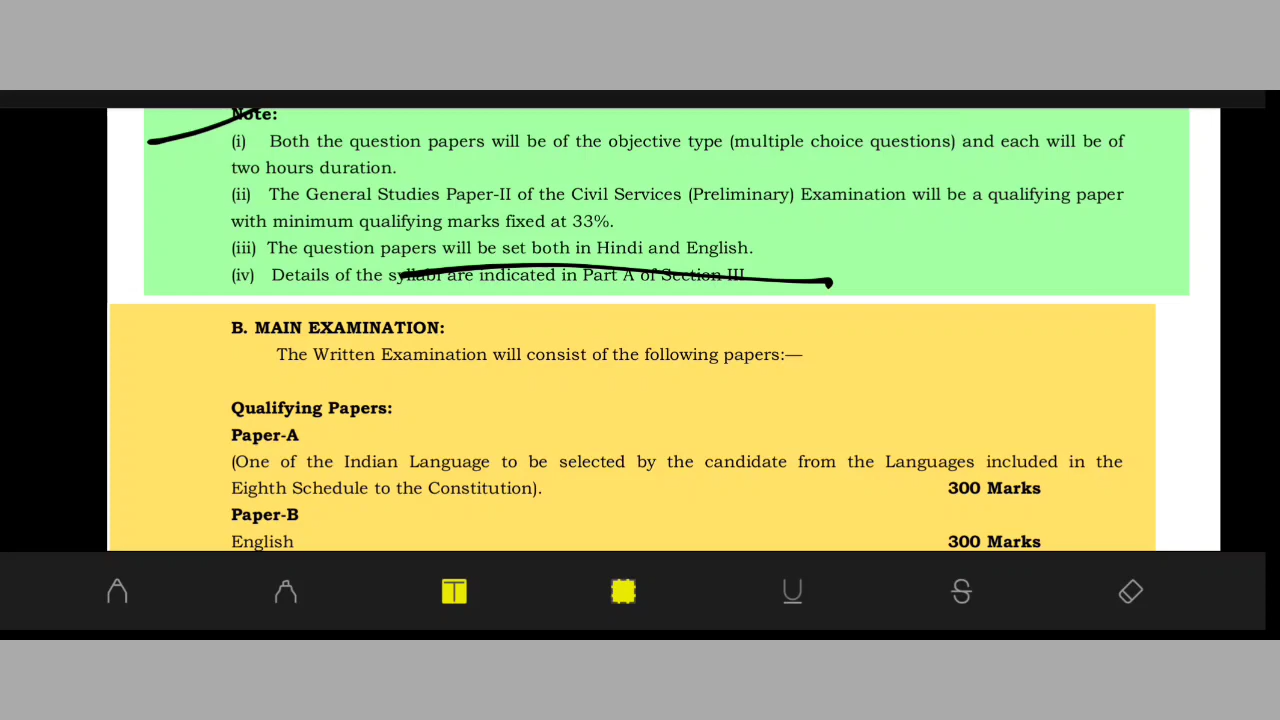 Note:
(i) Both the question papers will be of the objective type (multiple choice questions) and each will be of
two hours duration.
(ii) The General Studies Paper-II of the Civil Services (Preliminary) Examination will be a qualifying paper
with minimum qualifying marks fixed at 33%.
(iii) The question papers will be set both in Hindi and English.
(iv) Details of the syllabi are indicated in Part A of Section III
B. MAIN EXAMINATION:
The Written Examination will consist of the following papers:—
Qualifying Papers:
Paper-A
(One of the Indian Language to be selected by the candidate from the Languages included in the
Eighth Schedule to the Constitution). 300 Marks
Paper-B
English 300 Marks